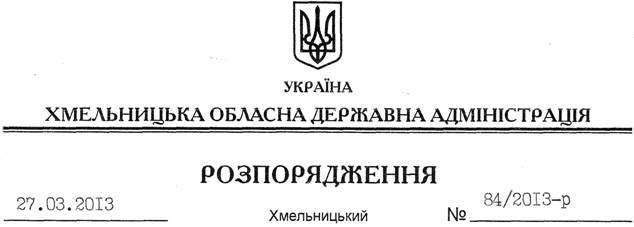 УКРАЇНА
ХМЕЛЬНИЦЬКА ОБЛАСНА ДЕРЖАВНА АДМІНІСТРАЦІЯ
РОЗПОРЯДЖЕННЯ
27.03.2013 Хмельницький № 84/2013-р